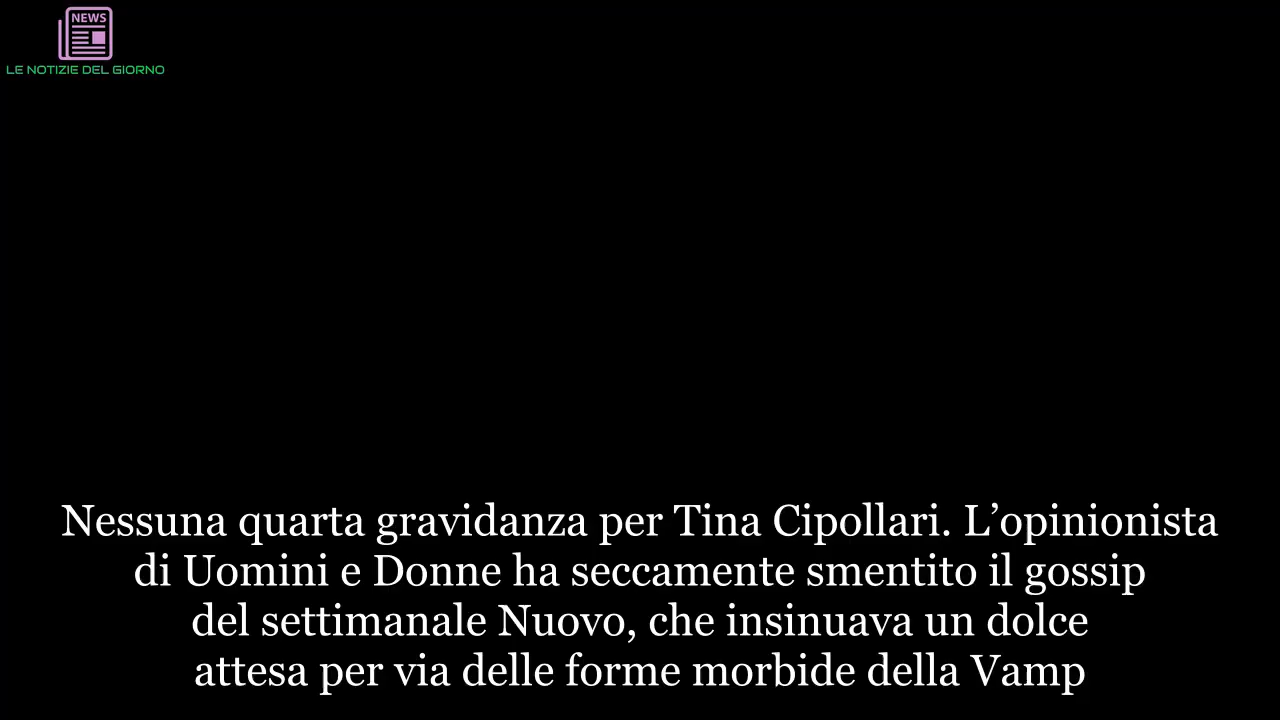 NEWS
LE NOTIZIE DEL GIORNO
Nessuna quarta gravidanza per Tina Cipollari. L’opinionista
di Uomini e Donne ha seccamente smentito il gossip
del settimanale Nuovo, che insinuava un dolce
attesa per via delle forme morbide della Vamp